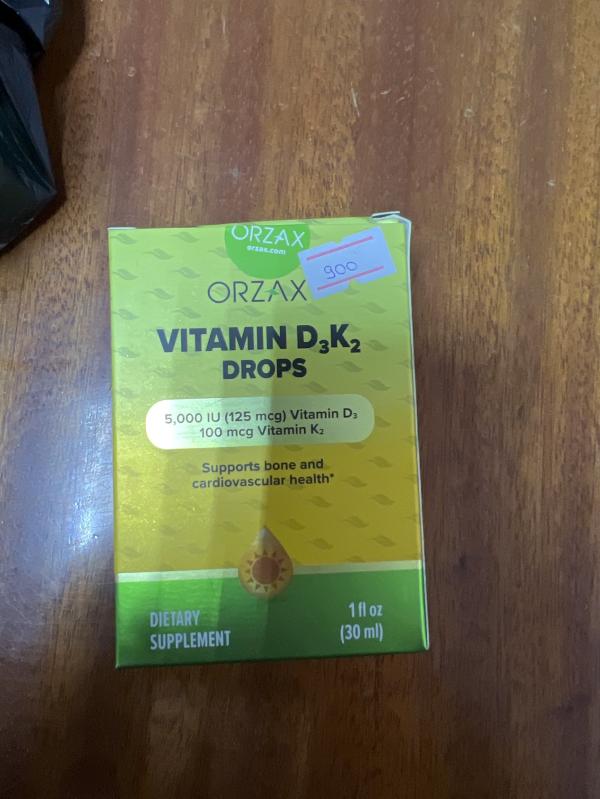 ORZAX
orzax.com
900
ORZAX
VITAMIN D₃K₂
DROPS
5,000 IU (125 mcg) Vitamin D₃
100 mcg Vitamin K₂
Supports bone and
cardiovascular health*
DIETARY
SUPPLEMENT
1 fl oz
(30 ml)